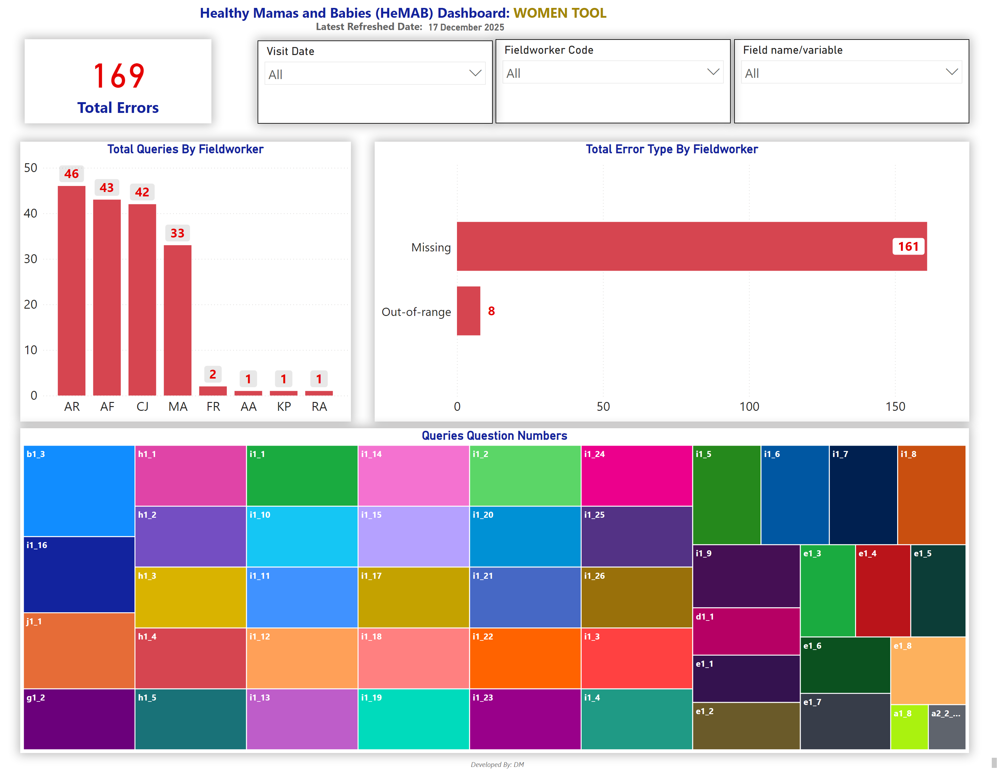 Healthy Mamas and Babies (HeMAB) Dashboard: WOMEN TOOL
Latest Refreshed Date: 17 December 2025
169
Total Errors
Visit Date
All
Fieldworker Code
All
Field name/variable
All
Total Queries By Fieldworker
50
40
30
20
10
0
46
43
42
33
2
1
1
1
AR AF CJ MA FR AA KP RA
Total Error Type By Fieldworker
Missing
161
Out-of-range
8
0 50 100 150
Queries Question Numbers
b1_3
i1_16
j1_1
g1_2
h1_1
h1_2
h1_3
h1_4
h1_5
i1_1
i1_10
i1_11
i1_12
i1_13
i1_14
i1_15
i1_17
i1_18
i1_19
i1_2
i1_20
i1_21
i1_22
i1_23
i1_24
i1_25
i1_26
i1_3
i1_4
i1_5
i1_6
i1_7
i1_8
i1_9
d1_1
e1_1
e1_2
e1_3
e1_4
e1_5
e1_6
e1_7
e1_8
a1_8
a2_2_...
Developed By: DM